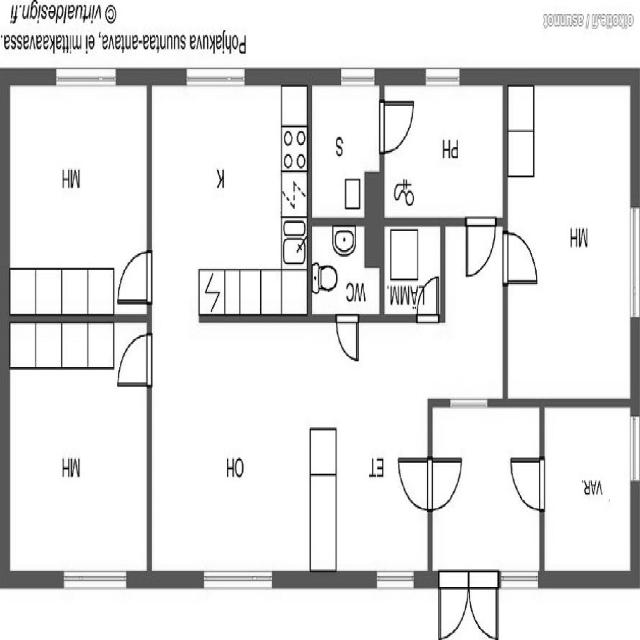 VAR.
ET
OH
MH
LÄMM.
WC
MH
K
MH
PH
S
Pohjakuva suuntaa-antava, ei mittakaavassa.
© virtualdesign.fi
oikotie.fi / asunnot